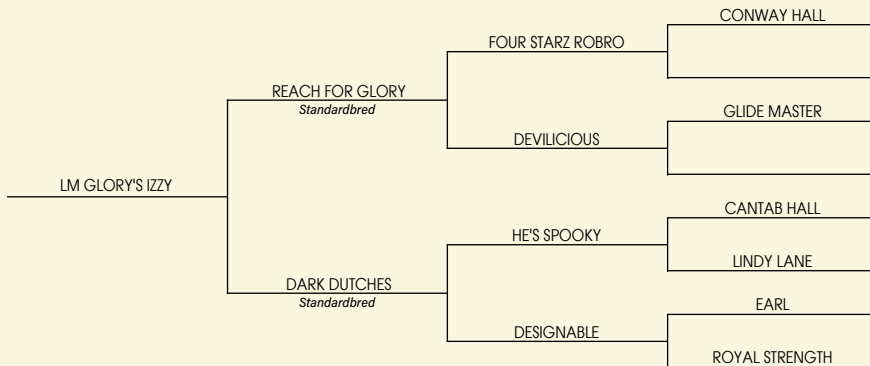 CONWAY HALL
FOUR STARZ ROBRO
REACH FOR GLORY
Standardbred
GLIDE MASTER
DEVILICIOUS
LM GLORY'S IZZY
CANTAB HALL
HE'S SPOOKY
LINDY LANE
DARK DUTCHES
Standardbred
EARL
DESIGNABLE
ROYAL STRENGTH